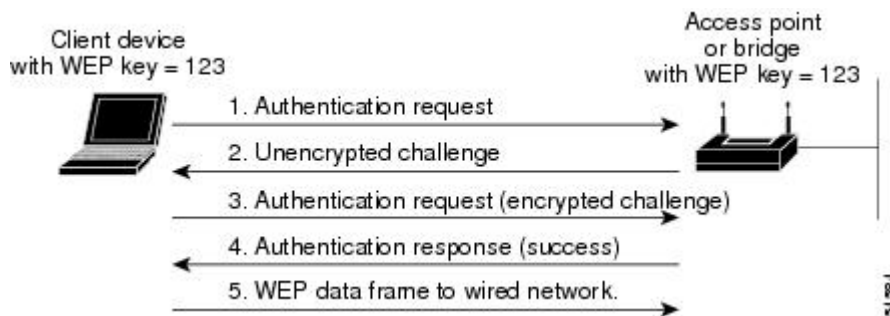 Client device
with WEP key = 123
Access point
or bridge
with WEP key = 123
1. Authentication request
2. Unencrypted challenge
3. Authentication request (encrypted challenge)
4. Authentication response (success)
5. WEP data frame to wired network.